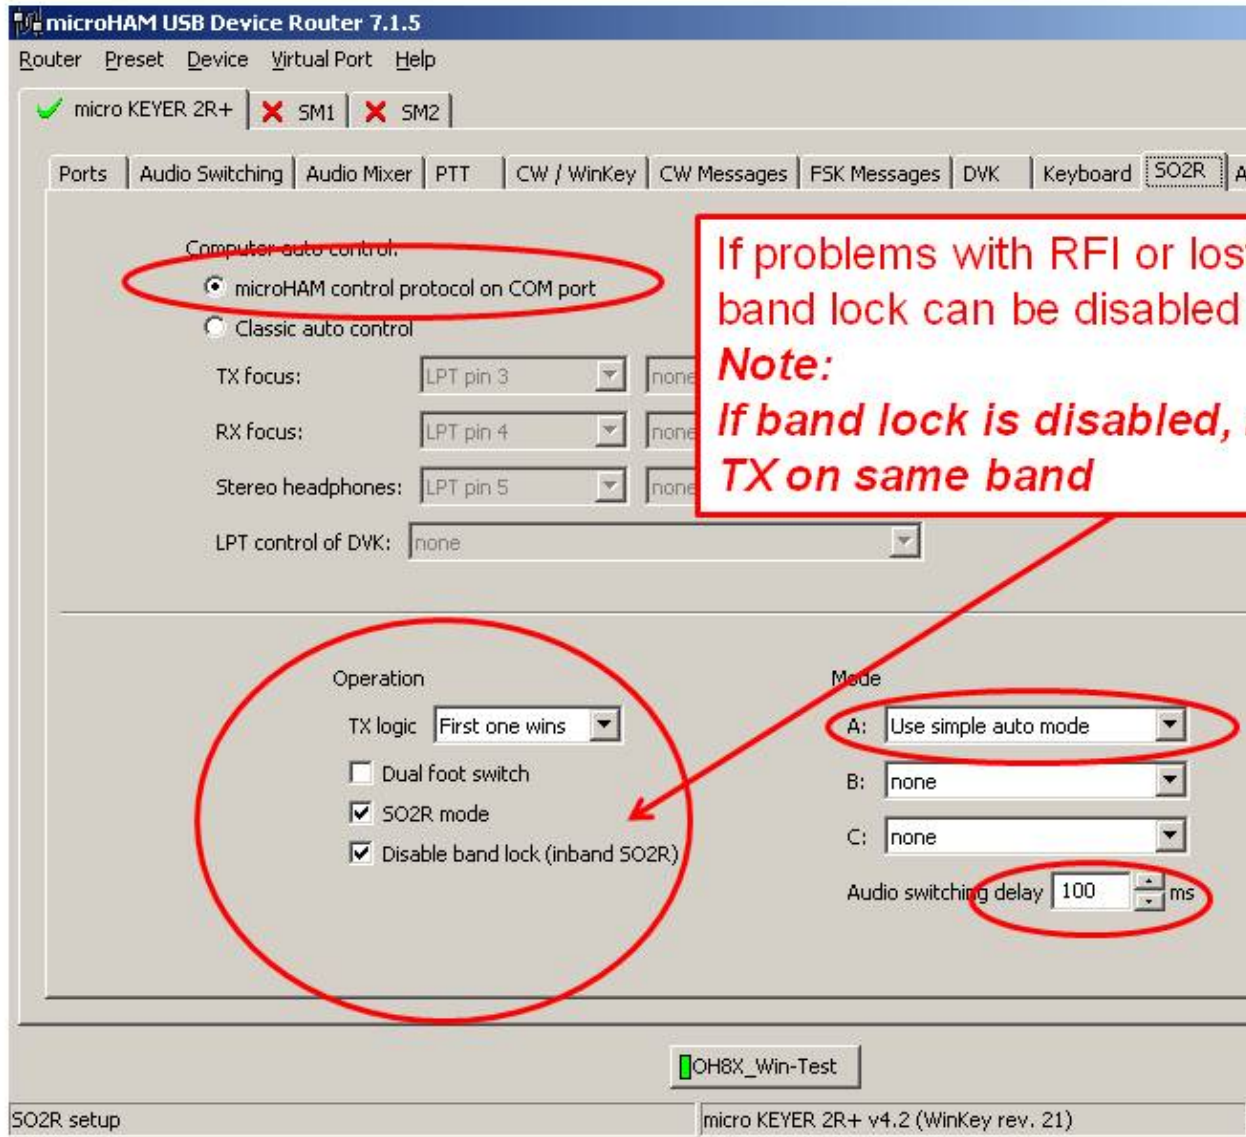 microHAM USB Device Router 7.1.5
Router Preset Device Virtual Port Help
micro KEYER 2R+ SM1 SM2
Ports Audio Switching Audio Mixer PTT CW / WinKey CW Messages FSK Messages DVK Keyboard SO2R A
Computer auto control:
microHAM control protocol on COM port
Classic auto control
TX focus: LPT pin 3 none
RX focus: LPT pin 4 none
Stereo headphones: LPT pin 5 none
LPT control of DVK: none
If problems with RFI or los
band lock can be disabled
Note:
If band lock is disabled,
TX on same band
Operation
TX logic First one wins
Dual foot switch
SO2R mode
Disable band lock (inband SO2R)
Mode
A: Use simple auto mode
B: none
C: none
Audio switching delay 100 ms
OH8X_Win-Test
SO2R setup
micro KEYER 2R+ v4.2 (WinKey rev. 21)